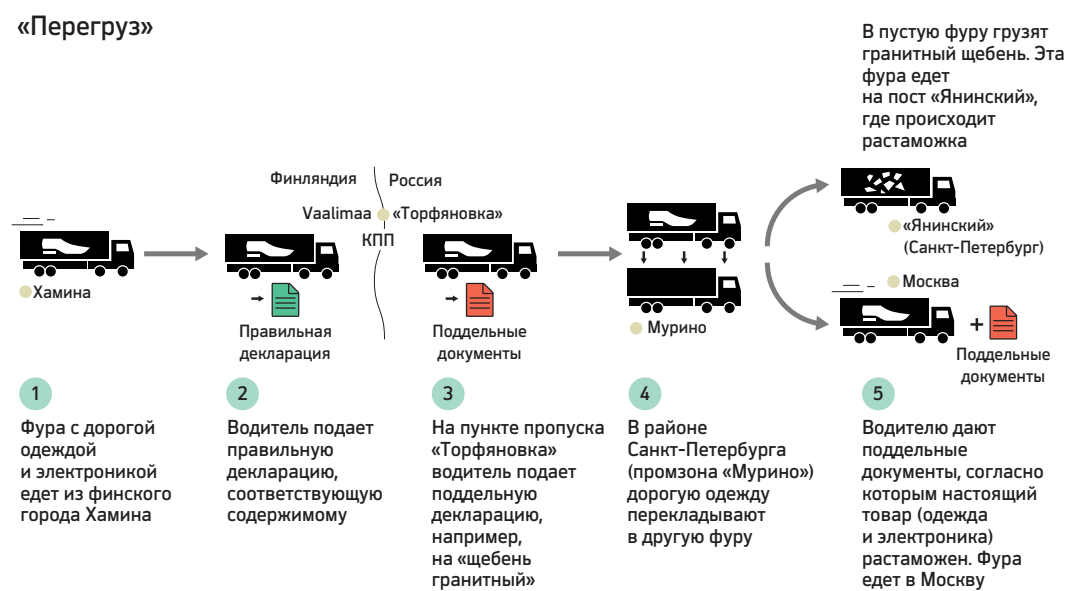 «Перегруз»
В пустую фуру грузят
гранитный щебень. Эта
фура едет
на пост «Янинский»,
где происходит
растаможка
Финляндия
Россия
Vaalimaa
«Торфяновка»
КПП
Хамина
Правильная
декларация
Поддельные
документы
Мурино
«Янинский»
(Санкт-Петербург)
Москва
+
Поддельные
документы
1
Фура с дорогой
одеждой
и электроникой
едет из финского
города Хамина
2
Водитель подает
правильную
декларацию,
соответствующую
содержимому
3
На пункте пропуска
«Торфяновка»
водитель подает
поддельную
декларацию,
например,
на «щебень
гранитный»
4
В районе
Санкт-Петербурга
(промзона «Мурино»)
дорогую одежду
перекладывают
в другую фуру
5
Водителю дают
поддельные
документы, согласно
которым настоящий
товар (одежда
и электроника)
растаможен. Фура
едет в Москву